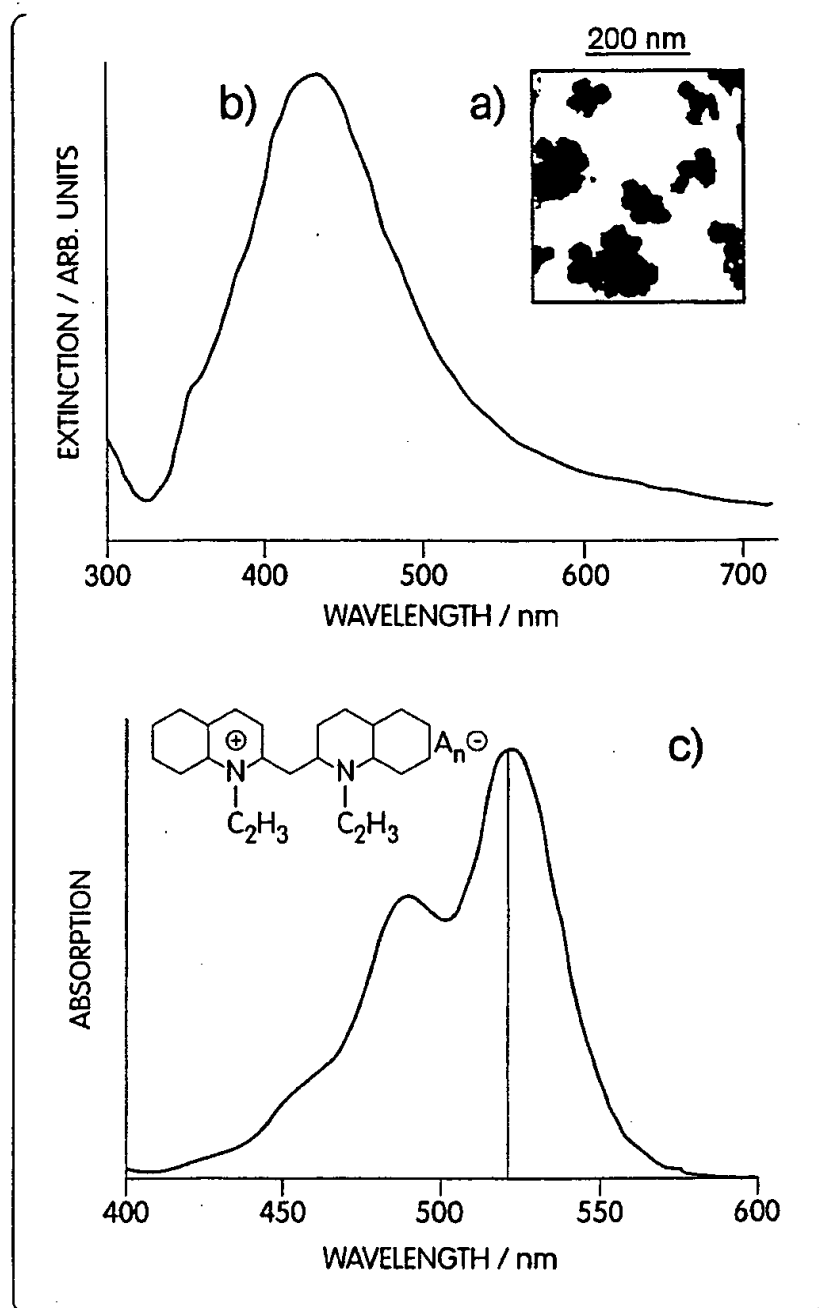 200 nm
b)
a)
EXTINCTION / ARB. UNITS
300 400 500 600 700
WAVELENGTH / nm
c)
⊕
N N
C₂H₃ C₂H₃
Aₙ⊖
ABSORPTION
400 450 500 550 600
WAVELENGTH / nm